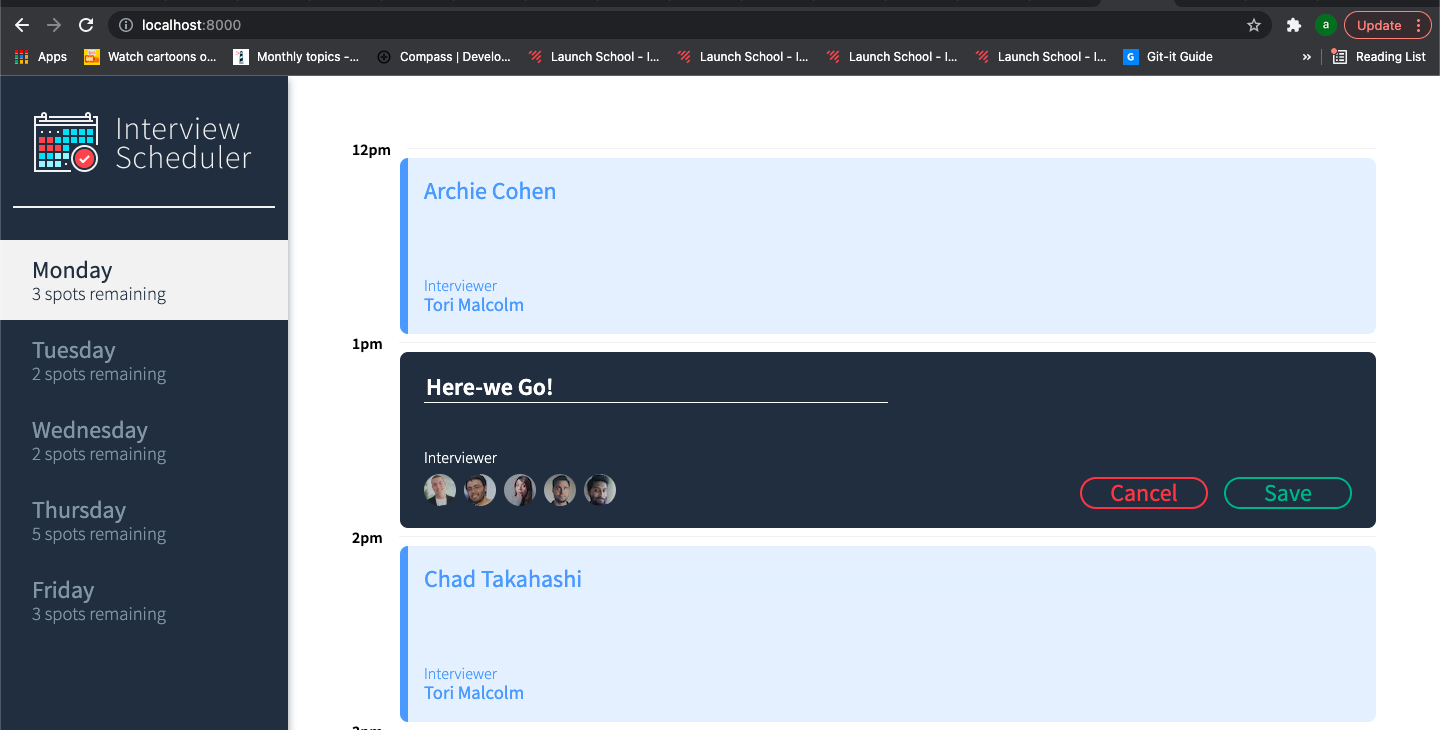 localhost:8000
a
Update
Apps
Watch cartoons o...
Monthly topics -...
Compass | Develo...
Launch School - I...
Launch School - I...
Launch School - I...
Launch School - I...
G
Git-it Guide
»
Reading List
Interview
Scheduler
Monday
3 spots remaining
Tuesday
2 spots remaining
Wednesday
2 spots remaining
Thursday
5 spots remaining
Friday
3 spots remaining
12pm
Archie Cohen
Interviewer
Tori Malcolm
1pm
Here-we Go!
Interviewer
Cancel
Save
2pm
Chad Takahashi
Interviewer
Tori Malcolm